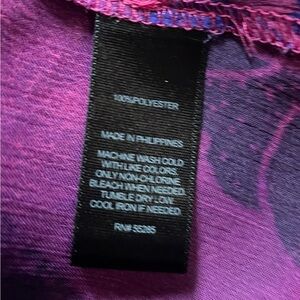 100%POLYESTER
MADE IN PHILIPPINES
MACHINE WASH COLD
WITH LIKE COLORS.
ONLY NON-CHLORINE
BLEACH WHEN NEEDED.
TUMBLE DRY LOW.
COOL IRON IF NEEDED.
RN# 55285